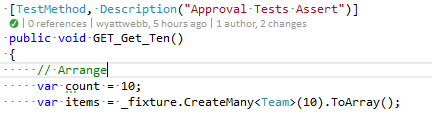 [TestMethod, Description("Approval Tests Assert")]
0 references | wyattwebb, 5 hours ago | 1 author, 2 changes
public void GET_Get_Ten()
{
// Arrange
var count = 10;
var items = _fixture.CreateMany<Team>(10).ToArray();